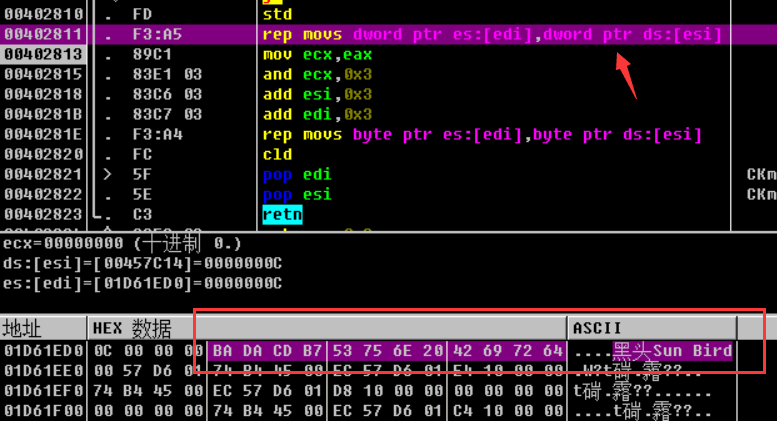 00402810 . FD std
00402811 . F3:A5 rep movs dword ptr es:[edi],dword ptr ds:[esi]
00402813 . 89C1 mov ecx,eax
00402815 . 83E1 03 and ecx,0x3
00402818 . 83C6 03 add esi,0x3
0040281B . 83C7 03 add edi,0x3
0040281E . F3:A4 rep movs byte ptr es:[edi],byte ptr ds:[esi]
00402820 . FC cld
00402821 > 5F pop edi CKm
00402822 . 5E pop esi CKm
00402823 . C3 retn
ecx=00000000 (十进制 0.)
ds:[esi]=[00457C14]=0000000C
es:[edi]=[01D61ED0]=0000000C
地址 HEX 数据 ASCII
01D61ED0 0C 00 00 00 BA DA CD B7 53 75 6E 20 42 69 72 64 ....黑头Sun Bird
01D61EE0 00 57 D6 01 74 B4 45 00 EC 57 D6 01 E4 10 00 00 .W?t碃.霺??..
01D61EF0 74 B4 45 00 EC 57 D6 01 D8 10 00 00 00 00 00 00 t碃.霺??......
01D61F00 00 00 00 00 74 B4 45 00 EC 57 D6 01 C4 10 00 00 ....t碃.霺??..